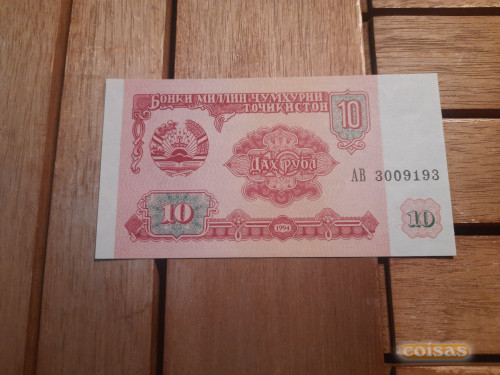 БОНКИ МИЛЛИИ ҶУМҲУРИИ
ТОҶИКИСТОН
10
ДАҲ РУБЛ
АВ 3009193
10
1994
10
coisas